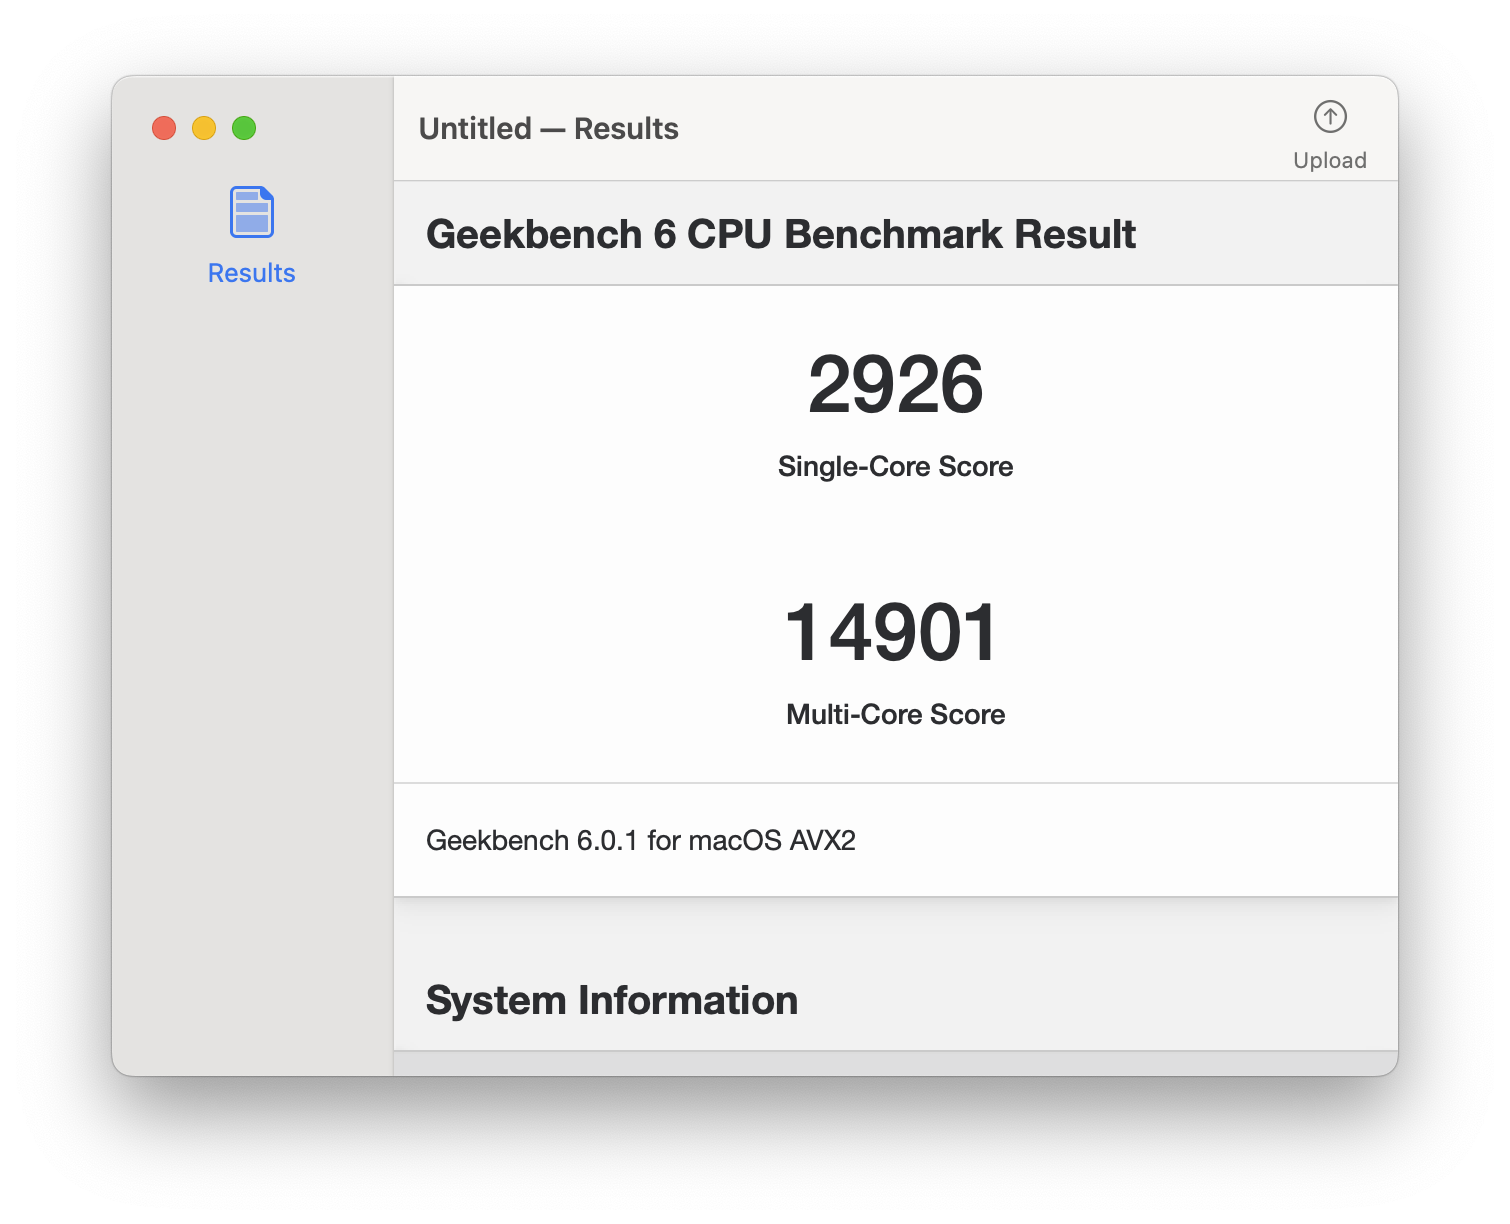 Untitled — Results
Upload
Results
Geekbench 6 CPU Benchmark Result
2926
Single-Core Score
14901
Multi-Core Score
Geekbench 6.0.1 for macOS AVX2
System Information